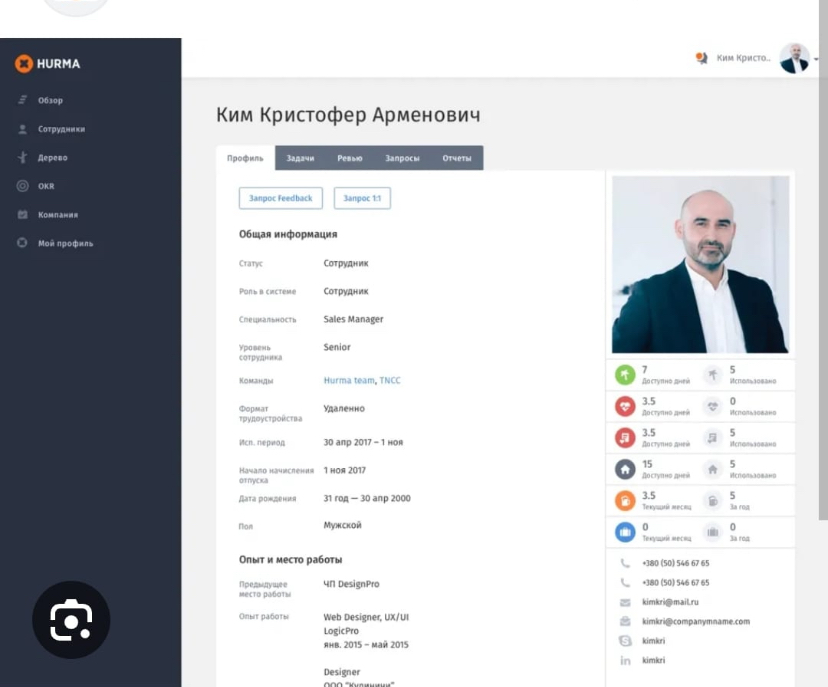 HURMA
Ким Кристо..
Обзор
Сотрудники
Дерево
OKR
Компания
Мой профиль
Ким Кристофер Арменович
Профиль Задачи Ревью Запросы Отчеты
Запрос Feedback Запрос 1:1
Общая информация
Статус Сотрудник
Роль в системе Сотрудник
Специальность Sales Manager
Уровень Senior
сотрудника
Команды Hurma team, TNCC
Формат Удаленно
трудоустройства
Исп. период 30 апр 2017 – 1 ноя
Начало начисления 1 ноя 2017
отпуска
Дата рождения 31 год — 30 апр 2000
Пол Мужской
Опыт и место работы
Предыдущее ЧП DesignPro
место работы
Опыт работы Web Designer, UX/UI
LogicPro
янв. 2015 – май 2015
Designer
ООО "Кулинини"
7 5
Доступно дней Использовано
3.5 0
Доступно дней Использовано
3.5 5
Доступно дней Использовано
15 5
Доступно дней Использовано
3.5 5
Текущий месяц За год
0 0
Текущий месяц За год
+380 (50) 546 67 65
+380 (50) 546 67 65
kimkri@mail.ru
kimkri@companymname.com
kimkri
kimkri